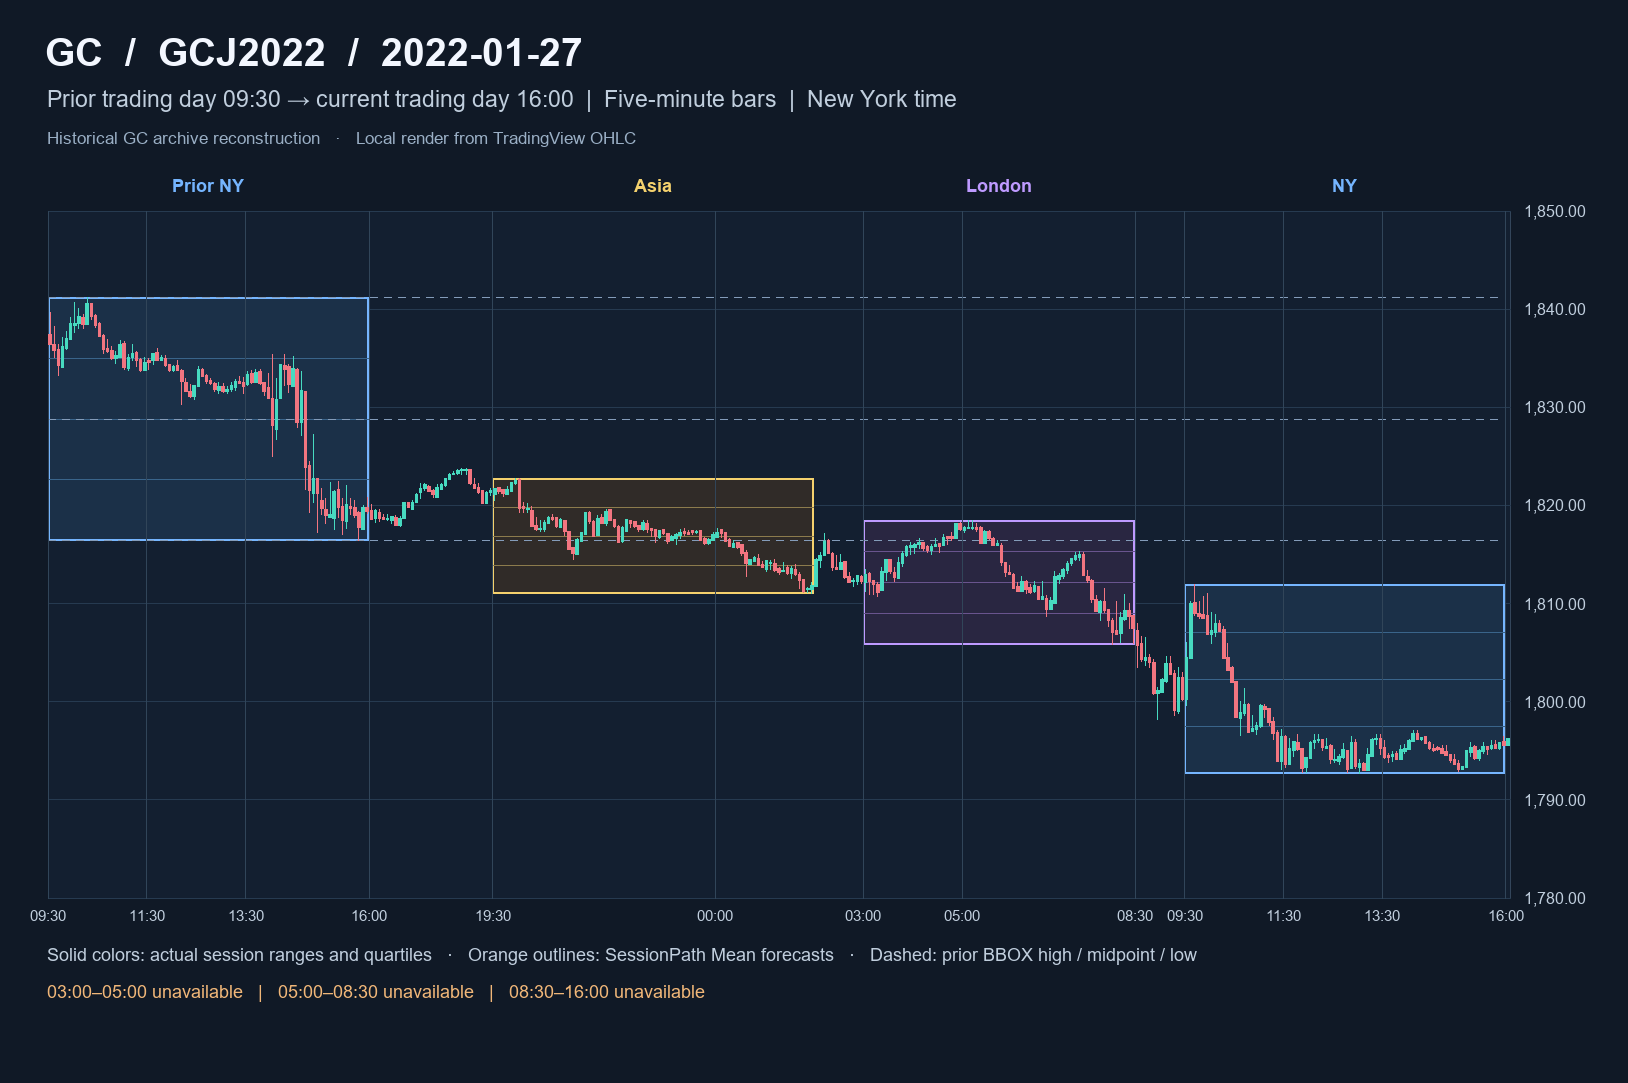 GC / GCJ2022 / 2022-01-27
Prior trading day 09:30 → current trading day 16:00 | Five-minute bars | New York time
Historical GC archive reconstruction · Local render from TradingView OHLC
Prior NY Asia London NY
1,850.00
1,840.00
1,830.00
1,820.00
1,810.00
1,800.00
1,790.00
1,780.00
09:30 11:30 13:30 16:00 19:30 00:00 03:00 05:00 08:30 09:30 11:30 13:30 16:00
Solid colors: actual session ranges and quartiles · Orange outlines: SessionPath Mean forecasts · Dashed: prior BBOX high / midpoint / low
03:00–05:00 unavailable | 05:00–08:30 unavailable | 08:30–16:00 unavailable